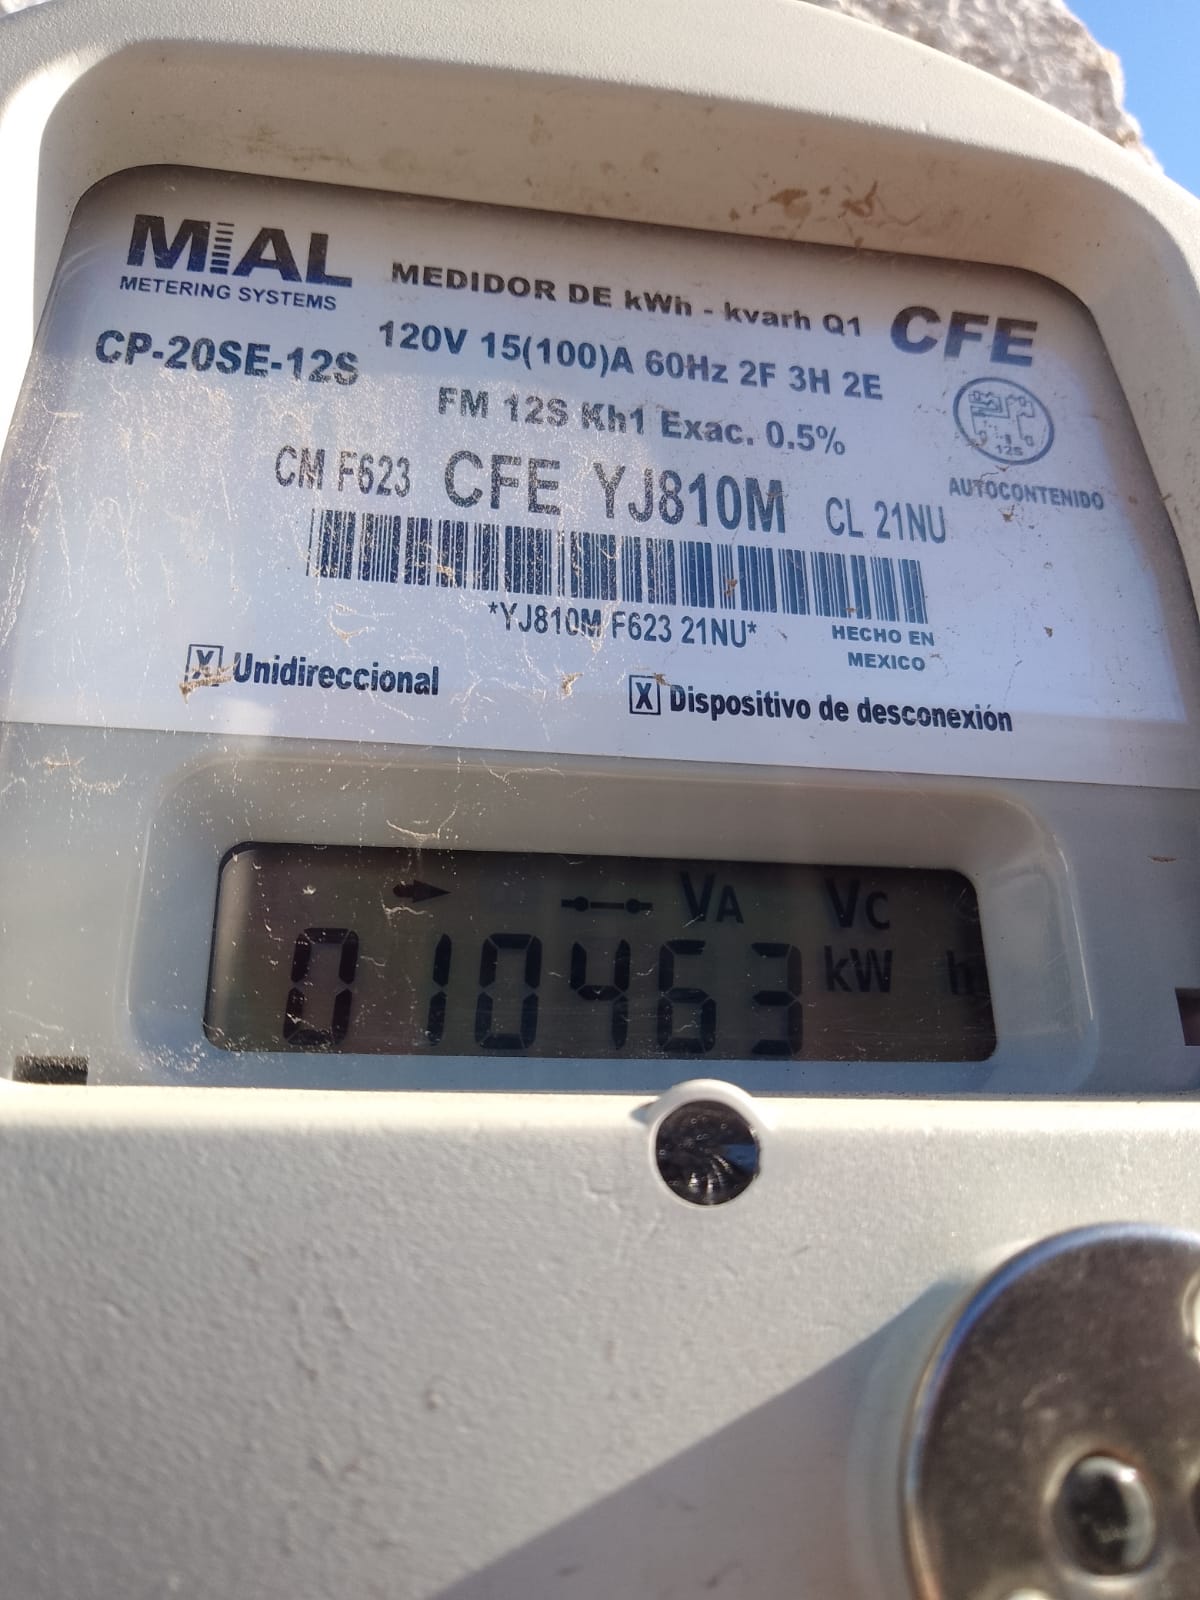 MIAL
METERING SYSTEMS
MEDIDOR DE kWh - kvarh Q1
CFE
CP-20SE-12S
120V 15(100)A 60Hz 2F 3H 2E
FM 12S Kh1 Exac. 0.5%
12S
AUTOCONTENIDO
CM F623 CFE YJ810M CL 21NU
*YJ810M F623 21NU*
HECHO EN
MEXICO
X Unidireccional
X Dispositivo de desconexión
VA VC
010463 kW h